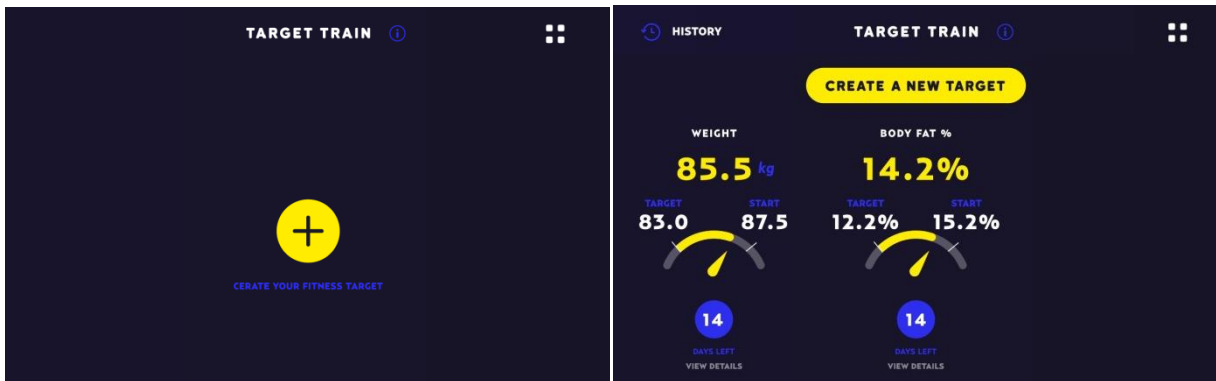 TARGET TRAIN
CERATE YOUR FITNESS TARGET
HISTORY TARGET TRAIN
CREATE A NEW TARGET
WEIGHT BODY FAT %
85.5 kg 14.2%
TARGET START TARGET START
83.0 87.5 12.2% 15.2%
14 14
DAYS LEFT DAYS LEFT
VIEW DETAILS VIEW DETAILS